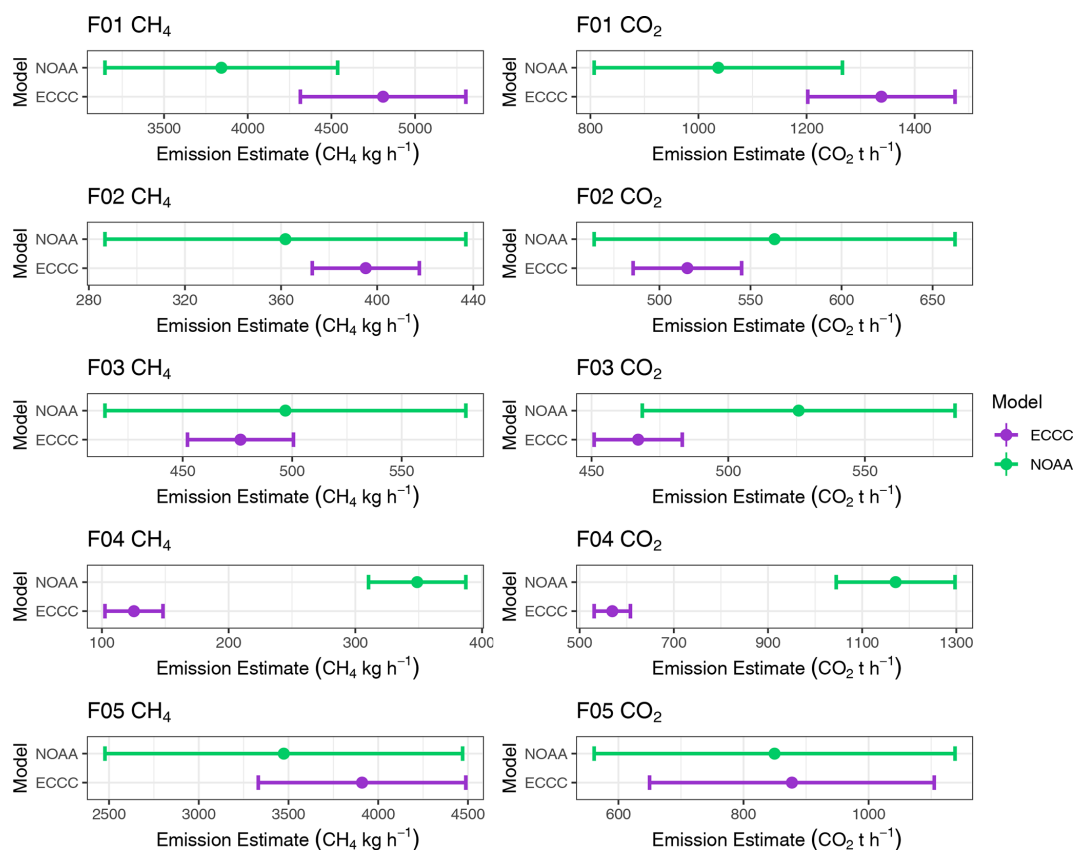 F01 CH₄
F01 CO₂
Model
NOAA
ECCC
3500 4000 4500 5000
Emission Estimate (CH₄ kg h⁻¹)
Model
NOAA
ECCC
800 1000 1200 1400
Emission Estimate (CO₂ t h⁻¹)
F02 CH₄
F02 CO₂
Model
NOAA
ECCC
280 320 360 400 440
Emission Estimate (CH₄ kg h⁻¹)
Model
NOAA
ECCC
500 550 600 650
Emission Estimate (CO₂ t h⁻¹)
F03 CH₄
F03 CO₂
Model
NOAA
ECCC
450 500 550
Emission Estimate (CH₄ kg h⁻¹)
Model
NOAA
ECCC
450 500 550
Emission Estimate (CO₂ t h⁻¹)
Model
ECCC
NOAA
F04 CH₄
F04 CO₂
Model
NOAA
ECCC
100 200 300 400
Emission Estimate (CH₄ kg h⁻¹)
Model
NOAA
ECCC
500 700 900 1100 1300
Emission Estimate (CO₂ t h⁻¹)
F05 CH₄
F05 CO₂
Model
NOAA
ECCC
2500 3000 3500 4000 4500
Emission Estimate (CH₄ kg h⁻¹)
Model
NOAA
ECCC
600 800 1000
Emission Estimate (CO₂ t h⁻¹)